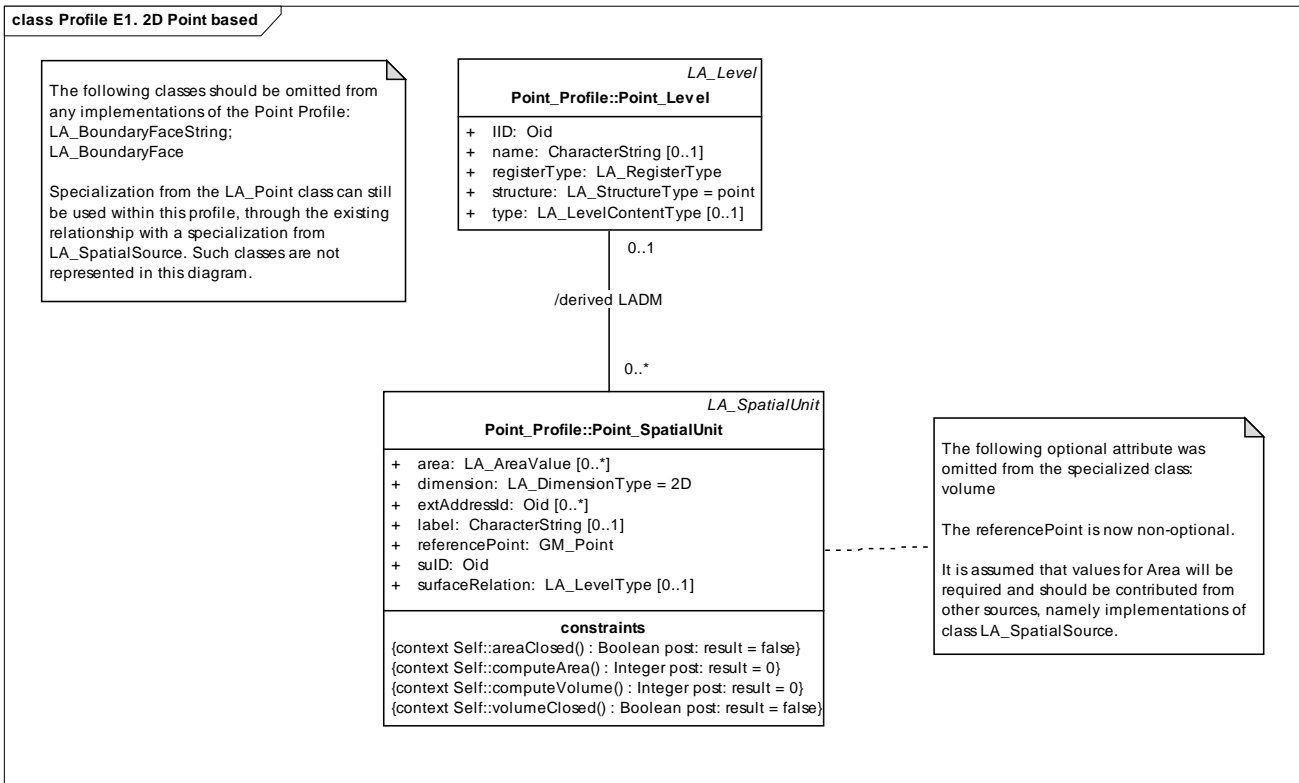 class Profile E1. 2D Point based
The following classes should be omitted from
any implementations of the Point Profile:
LA_BoundaryFaceString;
LA_BoundaryFace
Specialization from the LA_Point class can still
be used within this profile, through the existing
relationship with a specialization from
LA_SpatialSource. Such classes are not
represented in this diagram.
LA_Level
Point_Profile::Point_Level
+ lID: Oid
+ name: CharacterString [0..1]
+ registerType: LA_RegisterType
+ structure: LA_StructureType = point
+ type: LA_LevelContentType [0..1]
0..1
/derived LADM
0..*
LA_SpatialUnit
Point_Profile::Point_SpatialUnit
+ area: LA_AreaValue [0..*]
+ dimension: LA_DimensionType = 2D
+ extAddressId: Oid [0..*]
+ label: CharacterString [0..1]
+ referencePoint: GM_Point
+ suID: Oid
+ surfaceRelation: LA_LevelType [0..1]
constraints
{context Self::areaClosed() : Boolean post: result = false}
{context Self::computeArea() : Integer post: result = 0}
{context Self::computeVolume() : Integer post: result = 0}
{context Self::volumeClosed() : Boolean post: result = false}
The following optional attribute was
omitted from the specialized class:
volume
The referencePoint is now non-optional.
It is assumed that values for Area will be
required and should be contributed from
other sources, namely implementations of
class LA_SpatialSource.